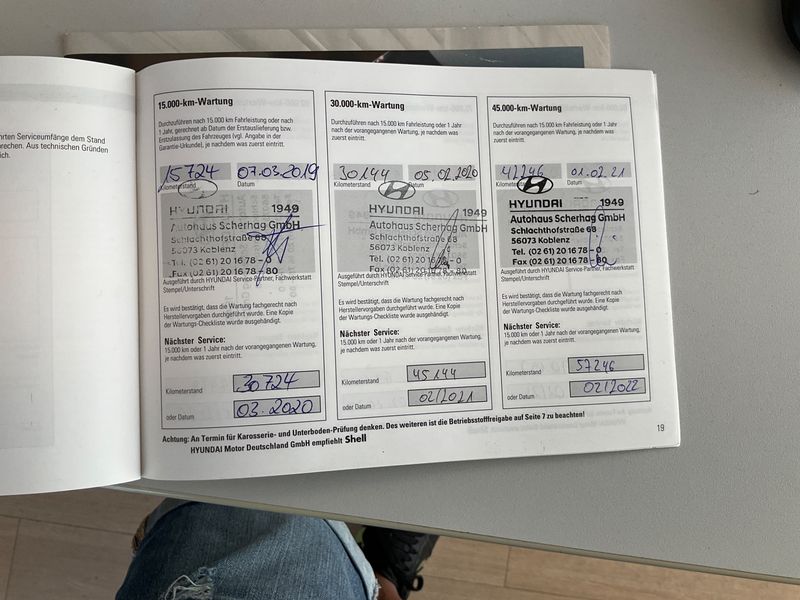 hrten Serviceumfänge dem Stand
rechen. Aus technischen Gründen
ich.
15.000-km-Wartung
Durchzuführen nach 15.000 km Fahrleistung oder nach
1 Jahr, gerechnet ab Datum der Erstauslieferung bzw.
Erstzulassung des Fahrzeuges (vgl. Angabe in der
Garantie-Urkunde), je nachdem was zuerst eintritt.
15724 07.03.2019
Kilometerstand Datum
HYUNDAI 1949
Autohaus Scherhag GmbH
Schlachthofstraße 68
56073 Koblenz
Tel. (02 61) 20 16 78 - 0
Fax (02 61) 20 16 78 - 80
Ausgeführt durch HYUNDAI Service-Partner, Fachwerkstatt
Stempel/Unterschrift
Es wird bestätigt, dass die Wartung fachgerecht nach
Herstellervorgaben durchgeführt wurde. Eine Kopie
der Wartungs-Checkliste wurde ausgehändigt.
Nächster Service:
15.000 km oder 1 Jahr nach der vorangegangenen Wartung,
je nachdem was zuerst eintritt.
Kilometerstand 30724
oder Datum 03.2020
30.000-km-Wartung
Durchzuführen nach 15.000 km Fahrleistung oder 1 Jahr
nach der vorangegangenen Wartung, je nachdem was
zuerst eintritt.
30144 05.02.2020
Kilometerstand Datum
HYUNDAI 1949
Autohaus Scherhag GmbH
Schlachthofstraße 68
56073 Koblenz
Tel. (02 61) 20 16 78 - 0
Fax (02 61) 20 16 78 - 80
Ausgeführt durch HYUNDAI Service-Partner, Fachwerkstatt
Stempel/Unterschrift
Es wird bestätigt, dass die Wartung fachgerecht nach
Herstellervorgaben durchgeführt wurde. Eine Kopie
der Wartungs-Checkliste wurde ausgehändigt.
Nächster Service:
15.000 km oder 1 Jahr nach der vorangegangenen Wartung,
je nachdem was zuerst eintritt.
Kilometerstand 45144
oder Datum 02/2021
45.000-km-Wartung
Durchzuführen nach 15.000 km Fahrleistung oder 1 Jahr
nach der vorangegangenen Wartung, je nachdem was
zuerst eintritt.
42246 01.02.21
Kilometerstand Datum
HYUNDAI 1949
Autohaus Scherhag GmbH
Schlachthofstraße 68
56073 Koblenz
Tel. (02 61) 20 16 78 - 0
Fax (02 61) 20 16 78 - 80
Ausgeführt durch HYUNDAI Service-Partner, Fachwerkstatt
Stempel/Unterschrift
Es wird bestätigt, dass die Wartung fachgerecht nach
Herstellervorgaben durchgeführt wurde. Eine Kopie
der Wartungs-Checkliste wurde ausgehändigt.
Nächster Service:
15.000 km oder 1 Jahr nach der vorangegangenen Wartung,
je nachdem was zuerst eintritt.
Kilometerstand 57246
oder Datum 02/2022
Achtung: An Termin für Karosserie- und Unterboden-Prüfung denken. Des weiteren ist die Betriebsstofffreigabe auf Seite 7 zu beachten!
HYUNDAI Motor Deutschland GmbH empfiehlt Shell
19